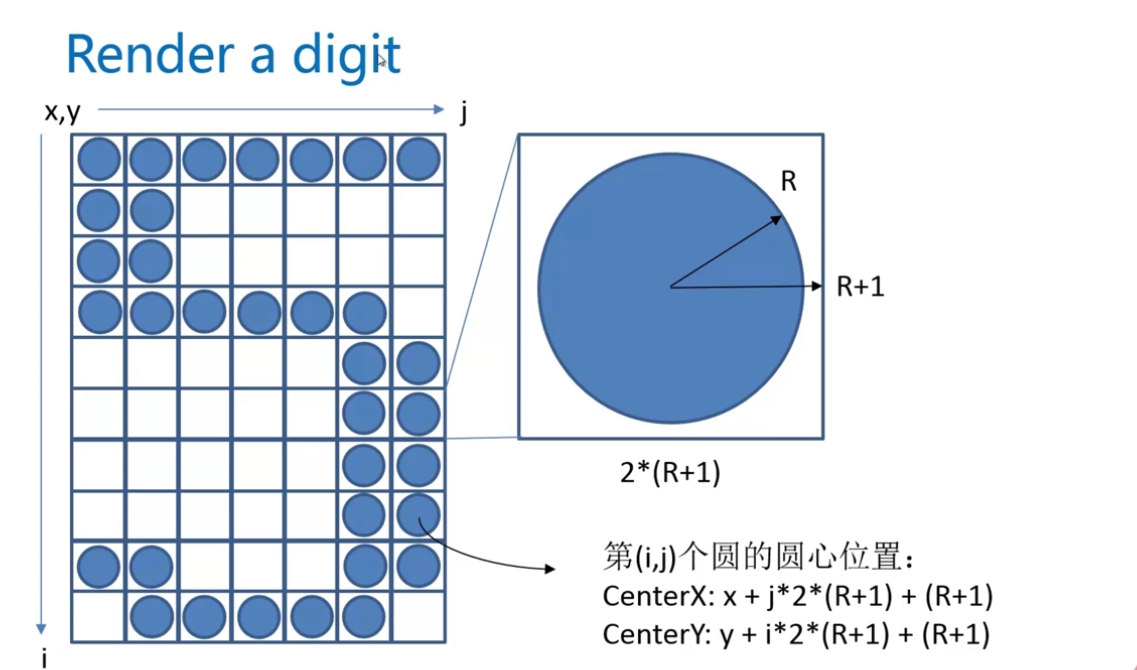 Render a digit
x,y
j
R
R+1
2*(R+1)
第(i,j)个圆的圆心位置：
CenterX: x + j*2*(R+1) + (R+1)
CenterY: y + i*2*(R+1) + (R+1)
i